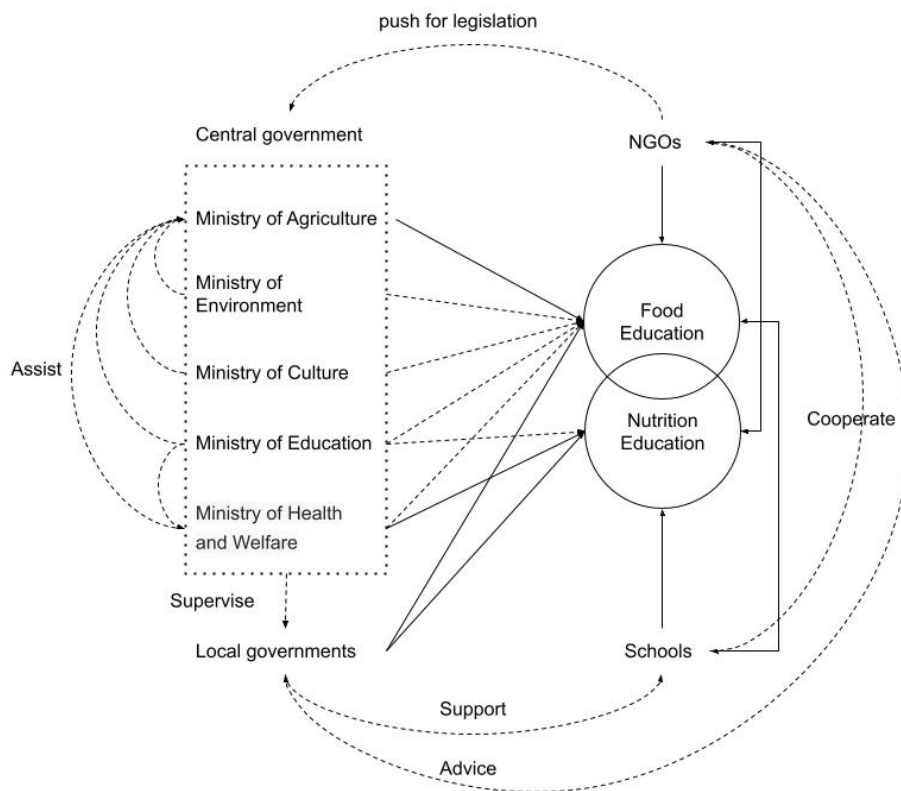 push for legislation
Central government
NGOs
Ministry of Agriculture
Ministry of
Environment
Food
Education
Assist
Ministry of Culture
Cooperate
Nutrition
Education
Ministry of Education
Ministry of Health
and Welfare
Supervise
Local governments
Schools
Support
Advice